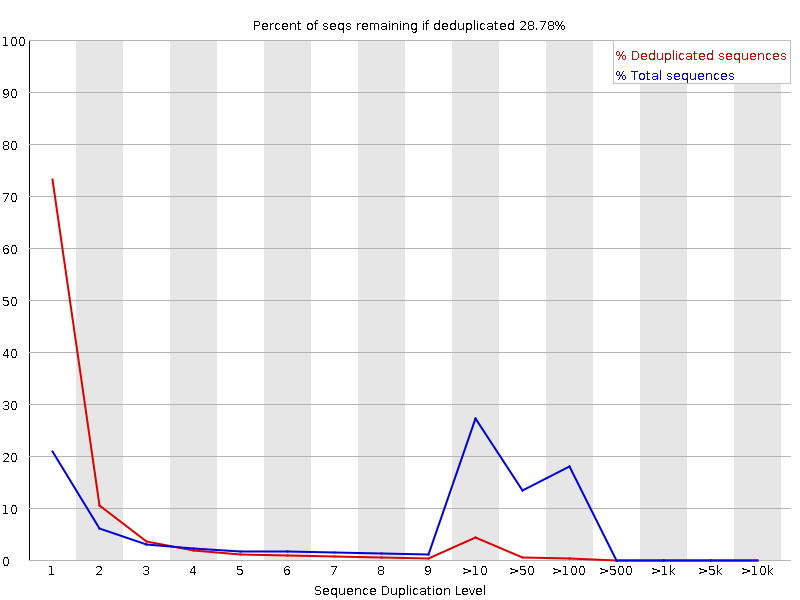 Percent of seqs remaining if deduplicated 28.78%
% Deduplicated sequences
% Total sequences
100
90
80
70
60
50
40
30
20
10
0
1 2 3 4 5 6 7 8 9 >10 >50 >100 >500 >1k >5k >10k
Sequence Duplication Level